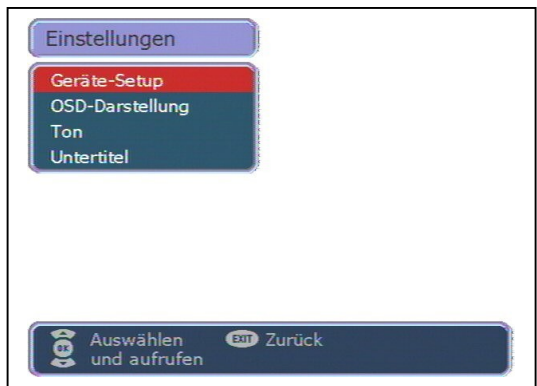 Einstellungen
Geräte-Setup
OSD-Darstellung
Ton
Untertitel
OK Auswählen EXIT Zurück
und aufrufen